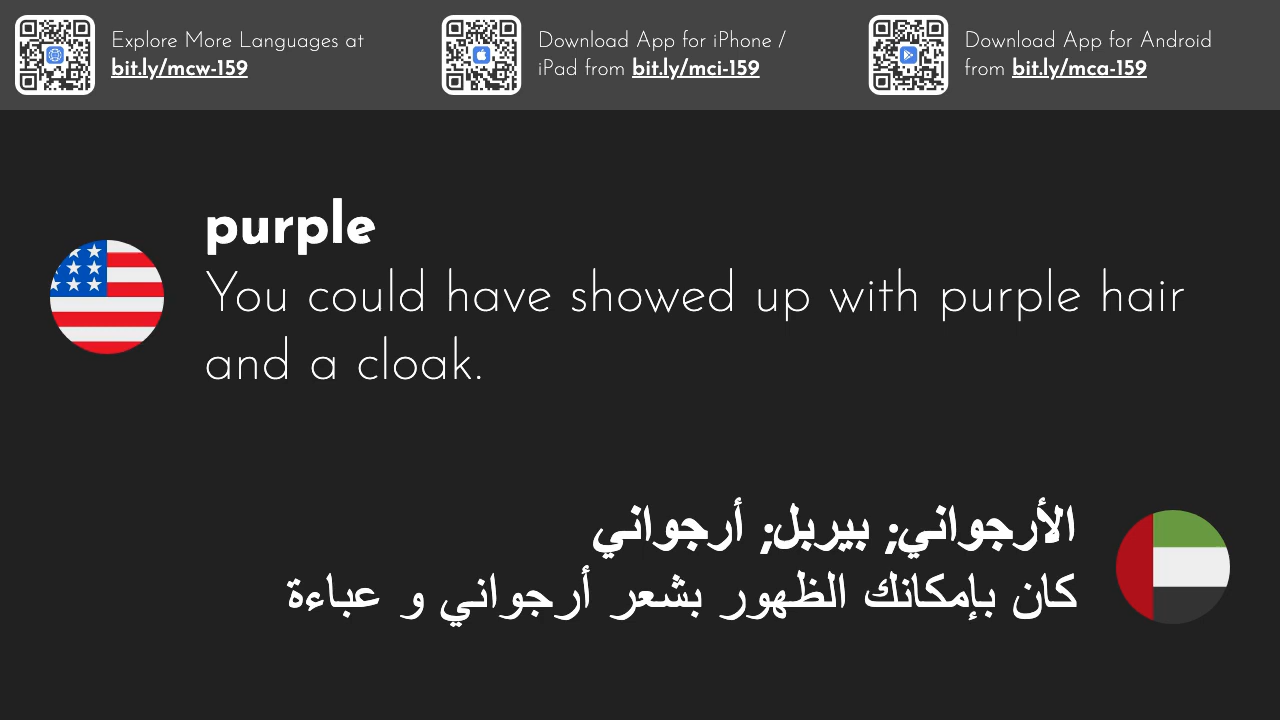 Explore More Languages at
bit.ly/mcw-159
Download App for iPhone /
iPad from bit.ly/mci-159
Download App for Android
from bit.ly/mca-159
purple
You could have showed up with purple hair
and a cloak.
الأرجواني; بيربل; أرجواني
كان بإمكانك الظهور بشعر أرجواني و عباءة